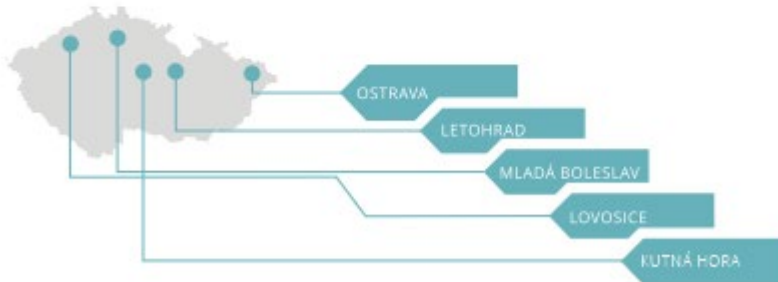 OSTRAVA
LETOHRAD
MLADÁ BOLESLAV
LOVOSICE
KUTNÁ HORA